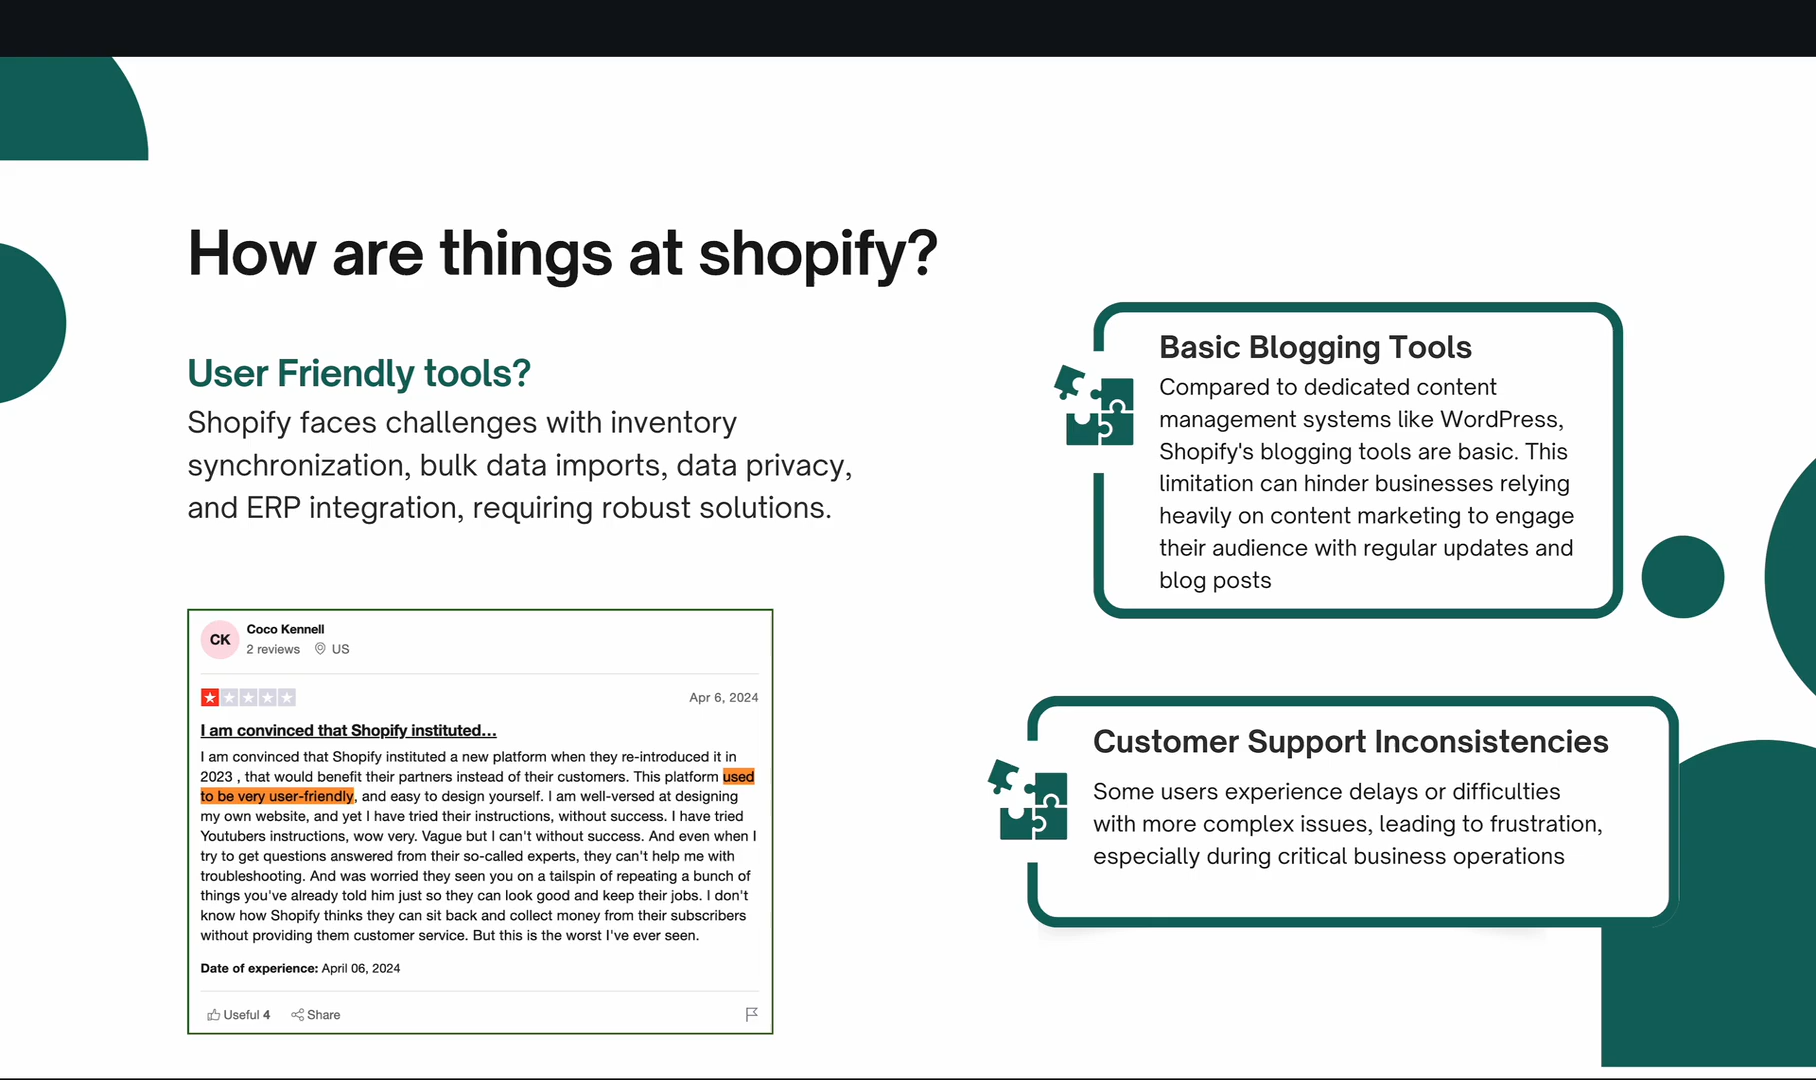 How are things at shopify?
User Friendly tools?
Shopify faces challenges with inventory
synchronization, bulk data imports, data privacy,
and ERP integration, requiring robust solutions.
CK
Coco Kennell
2 reviews US
Apr 6, 2024
I am convinced that Shopify instituted...
I am convinced that Shopify instituted a new platform when they re-introduced it in
2023 , that would benefit their partners instead of their customers. This platform used
to be very user-friendly, and easy to design yourself. I am well-versed at designing
my own website, and yet I have tried their instructions, without success. I have tried
Youtubers instructions, wow very. Vague but I can't without success. And even when I
try to get questions answered from their so-called experts, they can't help me with
troubleshooting. And was worried they seen you on a tailspin of repeating a bunch of
things you've already told him just so they can look good and keep their jobs. I don't
know how Shopify thinks they can sit back and collect money from their subscribers
without providing them customer service. But this is the worst I've ever seen.
Date of experience: April 06, 2024
Useful 4 Share
Basic Blogging Tools
Compared to dedicated content
management systems like WordPress,
Shopify's blogging tools are basic. This
limitation can hinder businesses relying
heavily on content marketing to engage
their audience with regular updates and
blog posts
Customer Support Inconsistencies
Some users experience delays or difficulties
with more complex issues, leading to frustration,
especially during critical business operations